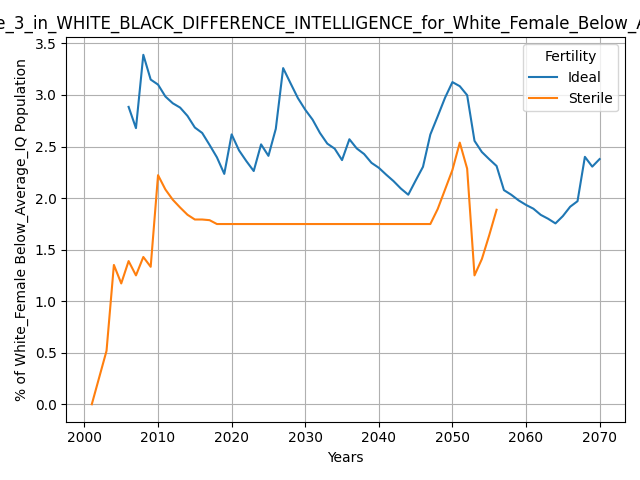 e_3_in_WHITE_BLACK_DIFFERENCE_INTELLIGENCE_for_White_Female_Below_A
Fertility
Ideal
Sterile
% of White_Female Below_Average_IQ Population
3.5
3.0
2.5
2.0
1.5
1.0
0.5
0.0
2000 2010 2020 2030 2040 2050 2060 2070
Years